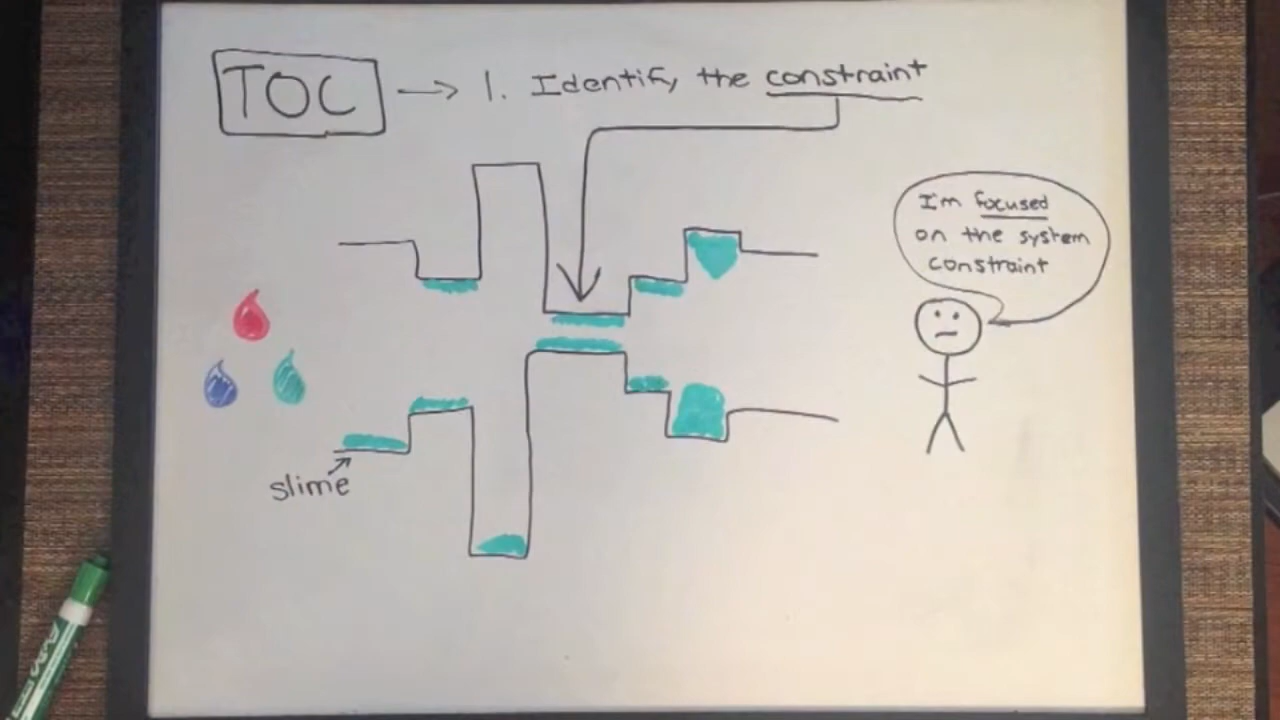 TOC → 1. Identify the constraint
I'm focused
on the system
constraint
slime